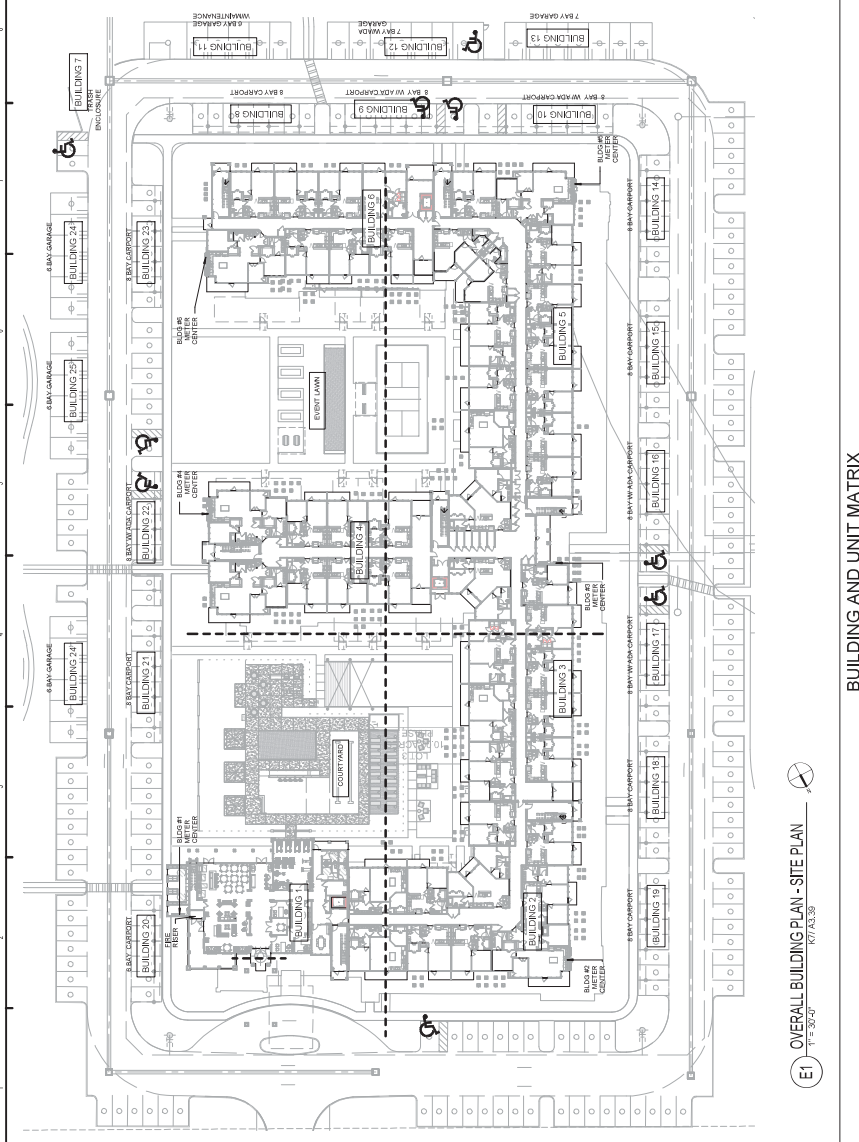 6 BAY GARAGE
W/MAINTENANCE
BUILDING 11
7 BAY W/ADA
GARAGE
BUILDING 12
7 BAY GARAGE
BUILDING 13
BUILDING 7
TRASH
ENCLOSURE
8 BAY CARPORT
BUILDING 8
8 BAY W/ ADA CARPORT
BUILDING 9
8 BAY W/ ADA CARPORT
BUILDING 10
BLDG #5
METER
CENTER
6 BAY GARAGE
BUILDING 24
8 BAY CARPORT
BUILDING 23
BUILDING 6
8 BAY CARPORT
BUILDING 14
BLDG #6
METER
CENTER
BUILDING 5
8 BAY CARPORT
BUILDING 15
6 BAY GARAGE
BUILDING 25
EVENT LAWN
8 BAY W/ ADA CARPORT
BUILDING 16
BLDG #4
METER
CENTER
8 BAY W/ ADA CARPORT
BUILDING 22
BUILDING 4
BLDG #3
METER
CENTER
8 BAY W/ ADA CARPORT
BUILDING 17
6 BAY GARAGE
BUILDING 24
8 BAY CARPORT
BUILDING 21
BUILDING 3
COURTYARD
8 BAY CARPORT
BUILDING 18
BLDG #1
METER
CENTER
FIRE
RISER
8 BAY CARPORT
BUILDING 20
BUILDING 1
BUILDING 2
8 BAY CARPORT
BUILDING 19
BLDG #2
METER
CENTER
E1
OVERALL BUILDING PLAN - SITE PLAN
1" = 30'-0"
K7/ A3.39
BUILDING AND UNIT MATRIX